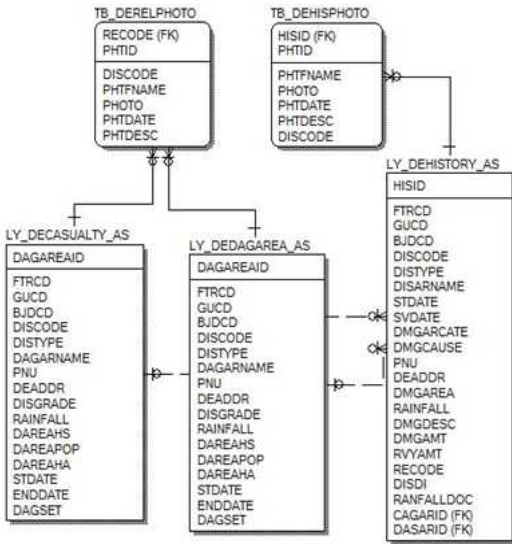 TB_DERELPHOTO
RECODE (FK)
PHTID
DISCODE
PHTFNAME
PHOTO
PHTDATE
PHTDESC
TB_DEHISPHOTO
HISID (FK)
PHTID
PHTFNAME
PHOTO
PHTDATE
PHTDESC
DISCODE
LY_DECASUALTY_AS
DAGAREAID
FTRCD
GUCD
BJDCD
DISCODE
DISTYPE
DAGARNAME
PNU
DEADDR
DISGRADE
RAINFALL
DAREAHS
DAREAPOP
DAREAHA
STDATE
ENDDATE
DAGSET
LY_DEDAGAREA_AS
DAGAREAID
FTRCD
GUCD
BJDCD
DISCODE
DISTYPE
DAGARNAME
PNU
DEADDR
DISGRADE
RAINFALL
DAREAHS
DAREAPOP
DAREAHA
STDATE
ENDDATE
DAGSET
LY_DEHISTORY_AS
HISID
FTRCD
GUCD
BJDCD
DISCODE
DISTYPE
DISARNAME
STDATE
SVDATE
DMGARCATE
DMGCAUSE
PNU
DEADDR
DMGAREA
RAINFALL
DMGDESC
DMGAMT
RVYAMT
RECODE
DISDI
RANFALLDOC
CAGARID (FK)
DASARID (FK)